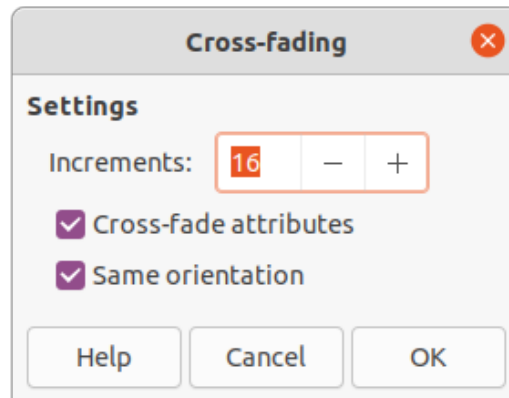 Cross-fading
Settings
Increments: 16 − +
Cross-fade attributes
Same orientation
Help Cancel OK